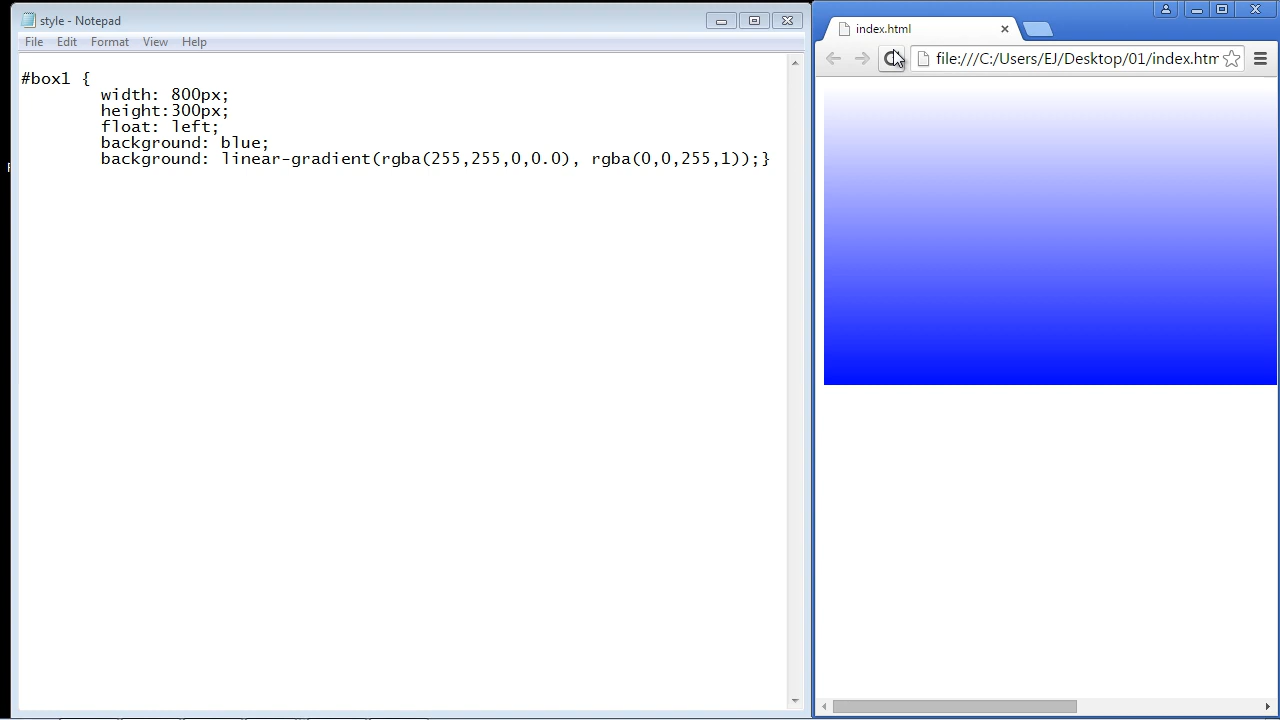 style - Notepad
File Edit Format View Help
#box1 {
width: 800px;
height:300px;
float: left;
background: blue;
background: linear-gradient(rgba(255,255,0,0.0), rgba(0,0,255,1));}
index.html
file:///C:/Users/EJ/Desktop/01/index.htm